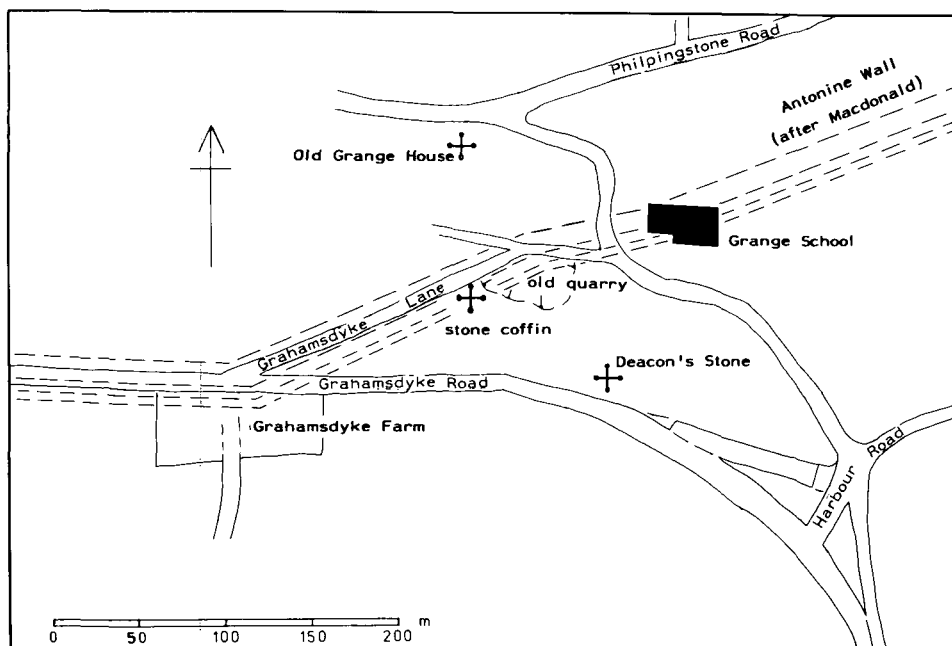 Philpingstone Road
Antonine Wall
(after Macdonald)
Old Grange House
Grange School
old quarry
Grahamsdyke Lane
stone coffin
Deacon's Stone
Grahamsdyke Road
Grahamsdyke Farm
Harbour Road
m
0 50 100 200